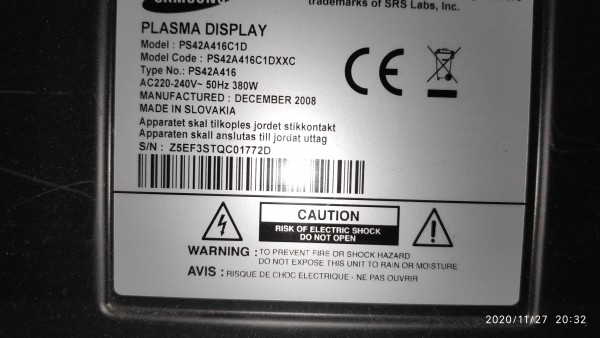 SAMSUNG
trademarks of SRS Labs, Inc.
PLASMA DISPLAY
Model : PS42A416C1D
Model Code : PS42A416C1DXXC
Type No.: PS42A416
AC220-240V~ 50Hz 380W
MANUFACTURED : DECEMBER 2008
MADE IN SLOVAKIA
Apparatet skal tilkoples jordet stikkontakt
Apparaten skall anslutas till jordat uttag
S/N : Z5EF3STQC01772D
CE
CAUTION
RISK OF ELECTRIC SHOCK
DO NOT OPEN
WARNING : TO PREVENT FIRE OR SHOCK HAZARD
DO NOT EXPOSE THIS UNIT TO RAIN OR MOISTURE
AVIS : RISQUE DE CHOC ELECTRIQUE - NE PAS OUVRIR
2020/11/27 20:32